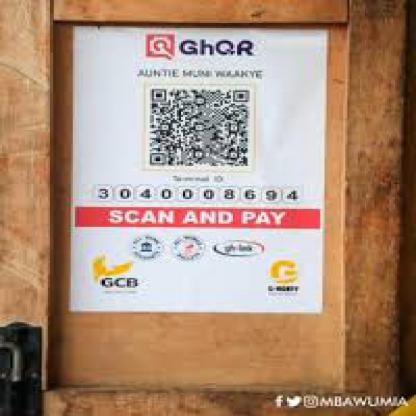 GhQR
AUNTIE MUNI WAAKYE
Terminal ID
3040008694
SCAN AND PAY
gh-link
GCB
G-MONEY
MBAWUMIA